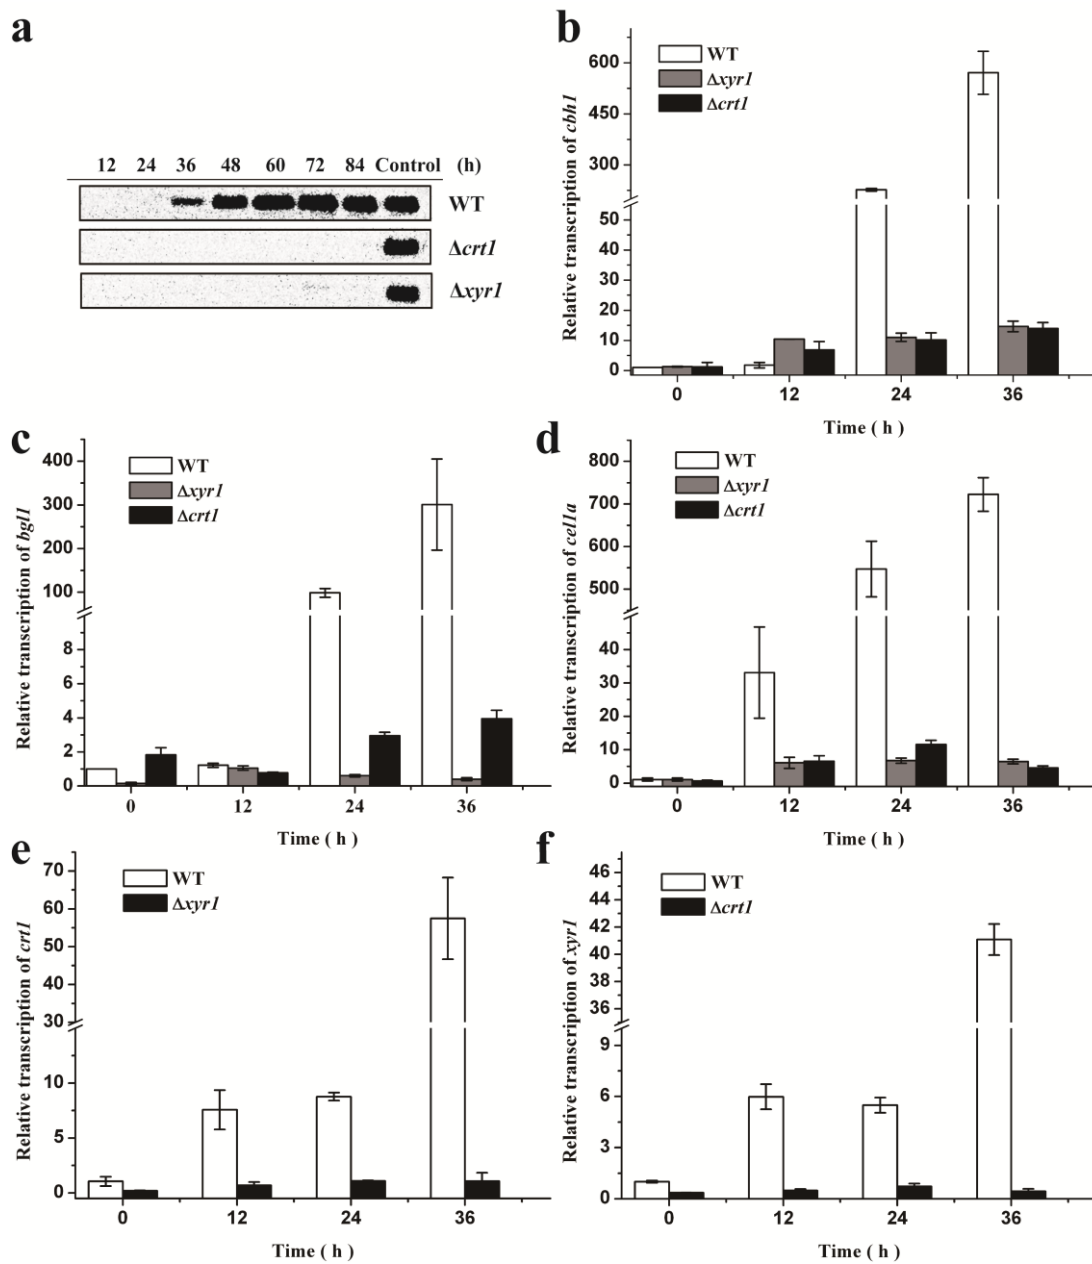 a
12 24 36 48 60 72 84 Control (h)
WT
Δcrt1
Δxyr1
b
Relative transcription of cbh1
WT
Δxyr1
Δcrt1
600
450
300
50
40
30
20
10
0
0 12 24 36
Time ( h )
c
Relative transcription of bgl1
WT
Δxyr1
Δcrt1
400
300
200
100
8
6
4
2
0
0 12 24 36
Time ( h )
d
Relative transcription of cel1a
WT
Δxyr1
Δcrt1
800
700
600
500
40
30
20
10
0
0 12 24 36
Time ( h )
e
Relative transcription of crt1
WT
Δxyr1
70
60
50
40
30
10
5
0
0 12 24 36
Time ( h )
f
Relative transcription of xyr1
WT
Δcrt1
46
44
42
40
38
36
9
6
3
0
0 12 24 36
Time ( h )